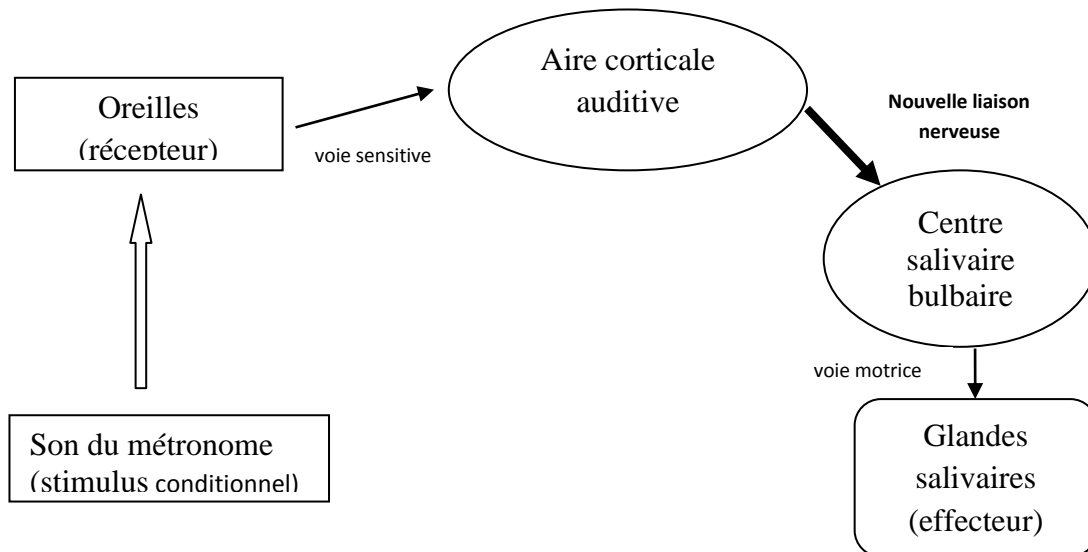 Oreilles
(récepteur)
voie sensitive
Aire corticale
auditive
Nouvelle liaison
nerveuse
Centre
salivaire
bulbaire
voie motrice
Son du métronome
(stimulus conditionnel)
Glandes
salivaires
(effecteur)